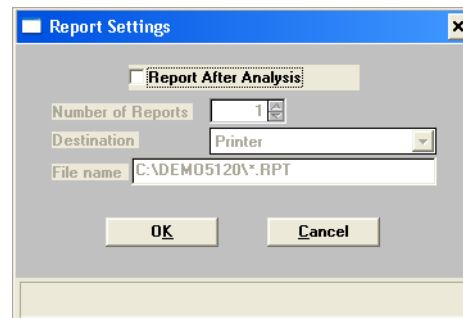 Report Settings
Report After Analysis
Number of Reports 1
Destination Printer
File name C:\DEMO5120\*.RPT
OK Cancel